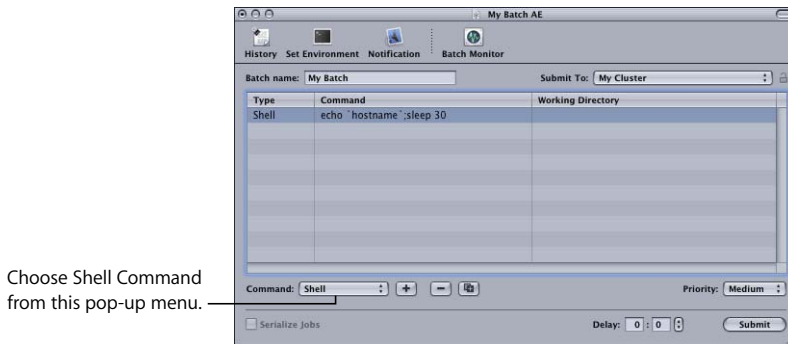 My Batch AE
History Set Environment Notification Batch Monitor
Batch name: My Batch Submit To: My Cluster
Type Command Working Directory
Shell echo `hostname`;sleep 30
Choose Shell Command
from this pop-up menu.
Command: Shell + - Priority: Medium
Serialize Jobs Delay: 0 : 0 Submit